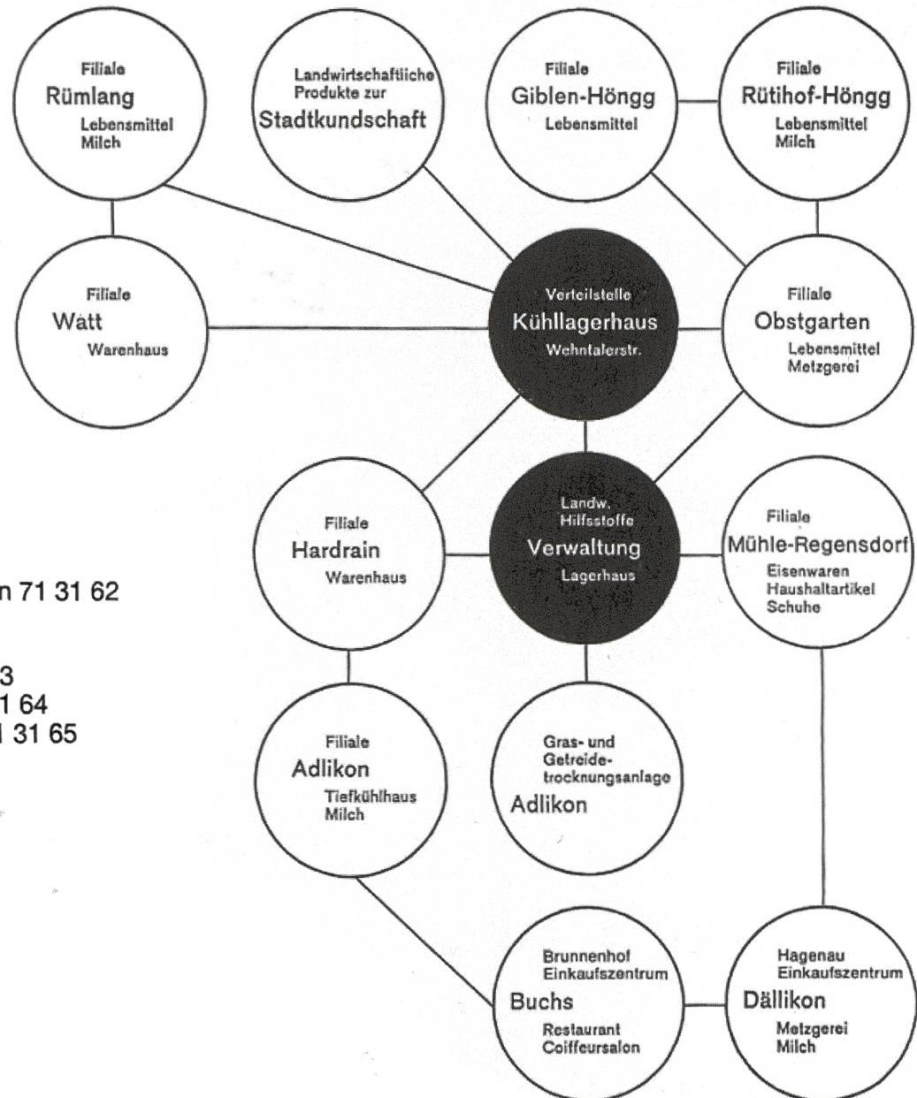 Filiale
Rümlang
Lebensmittel
Milch
Landwirtschaftliche
Produkte zur
Stadtkundschaft
Filiale
Giblen-Höngg
Lebensmittel
Filiale
Rütihof-Höngg
Lebensmittel
Milch
Filiale
Watt
Warenhaus
Verteilstelle
Kühllagerhaus
Wehntalerstr.
Filiale
Obstgarten
Lebensmittel
Metzgerei
Filiale
Hardrain
Warenhaus
Landw.
Hilfsstoffe
Verwaltung
Lagerhaus
Filiale
Mühle-Regensdorf
Eisenwaren
Haushaltartikel
Schuhe
n 71 31 62
3
1 64
31 65
Filiale
Adlikon
Tiefkühlhaus
Milch
Gras- und
Getreide-
trocknungsanlage
Adlikon
Brunnenhof
Einkaufszentrum
Buchs
Restaurant
Coiffeursalon
Hagenau
Einkaufszentrum
Dällikon
Metzgerei
Milch